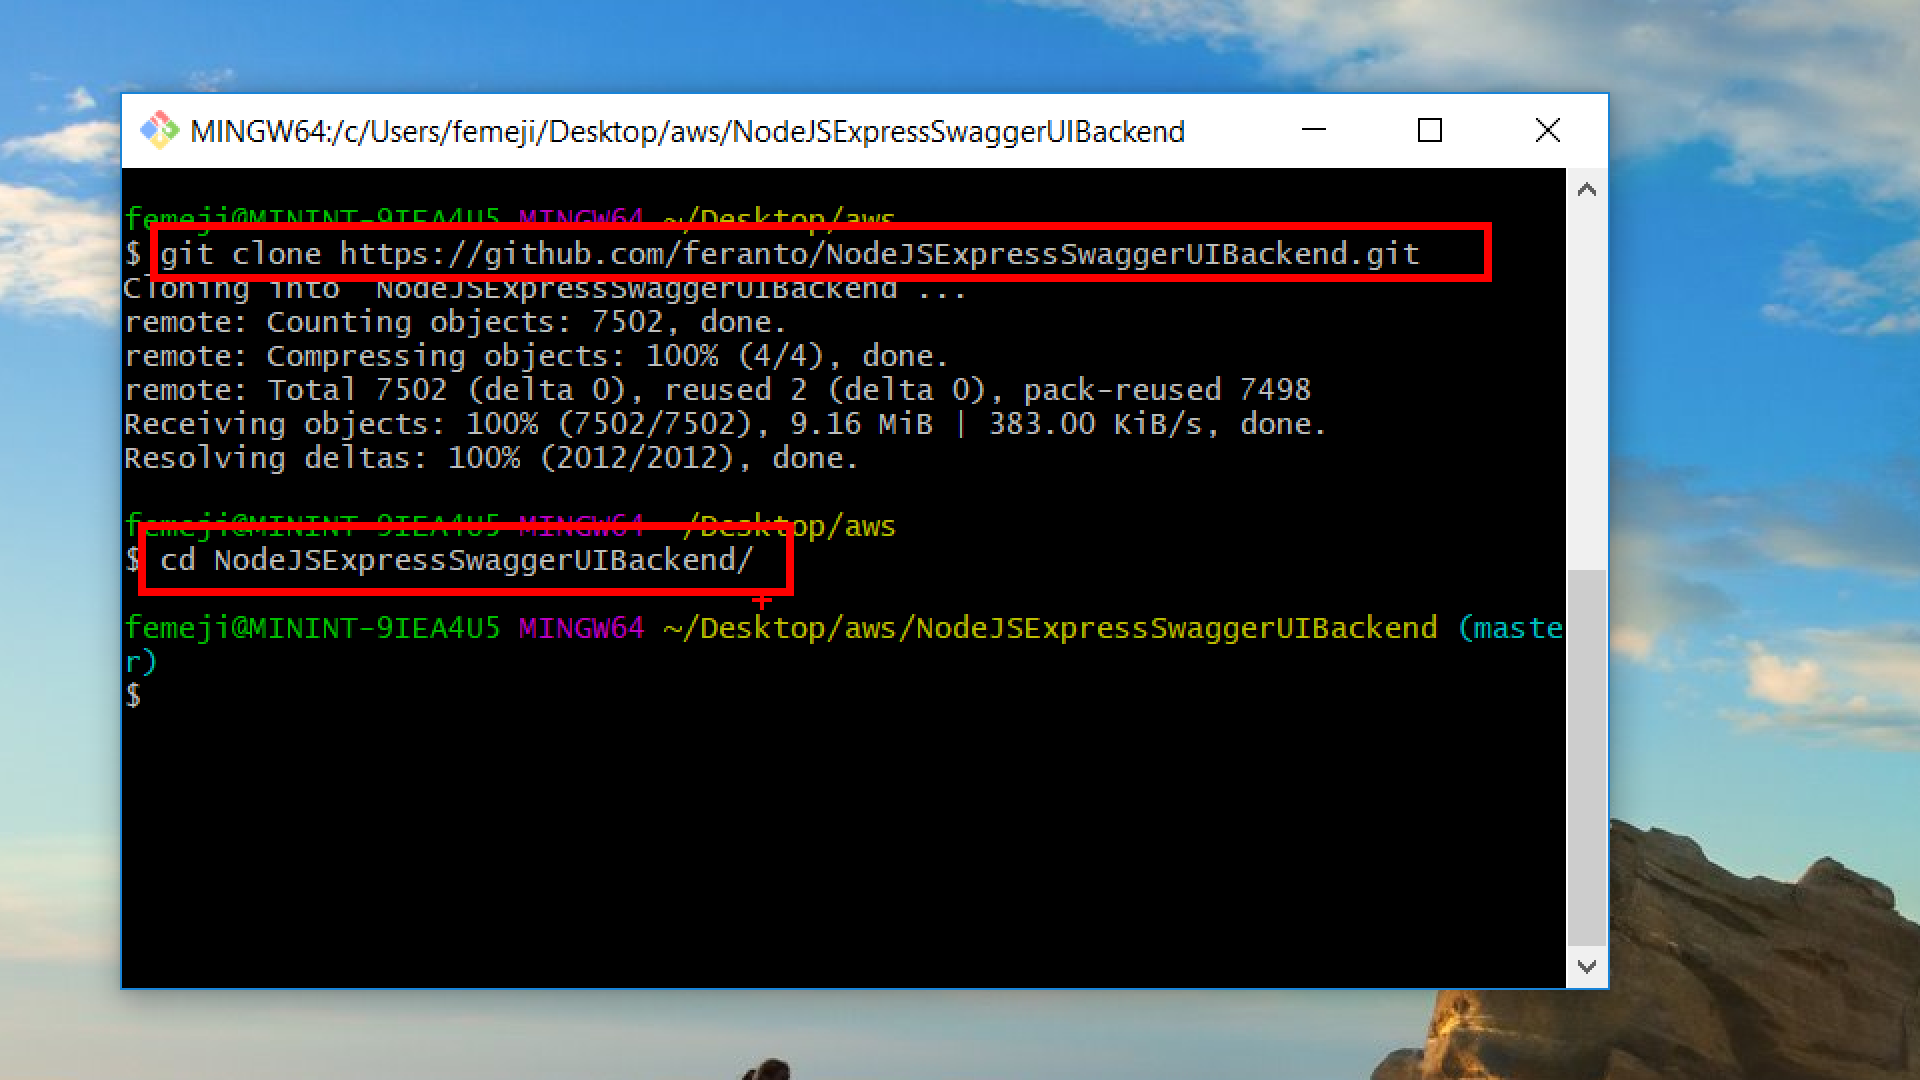 MINGW64:/c/Users/femeji/Desktop/aws/NodeJSExpressSwaggerUIBackend
femeji@MININT-9IEA4U5 MINGW64 ~/Desktop/aws
$ git clone https://github.com/feranto/NodeJSExpressSwaggerUIBackend.git
Cloning into 'NodeJSExpressSwaggerUIBackend'...
remote: Counting objects: 7502, done.
remote: Compressing objects: 100% (4/4), done.
remote: Total 7502 (delta 0), reused 2 (delta 0), pack-reused 7498
Receiving objects: 100% (7502/7502), 9.16 MiB | 383.00 KiB/s, done.
Resolving deltas: 100% (2012/2012), done.
femeji@MININT-9IEA4U5 MINGW64 ~/Desktop/aws
$ cd NodeJSExpressSwaggerUIBackend/
femeji@MININT-9IEA4U5 MINGW64 ~/Desktop/aws/NodeJSExpressSwaggerUIBackend (maste
r)
$